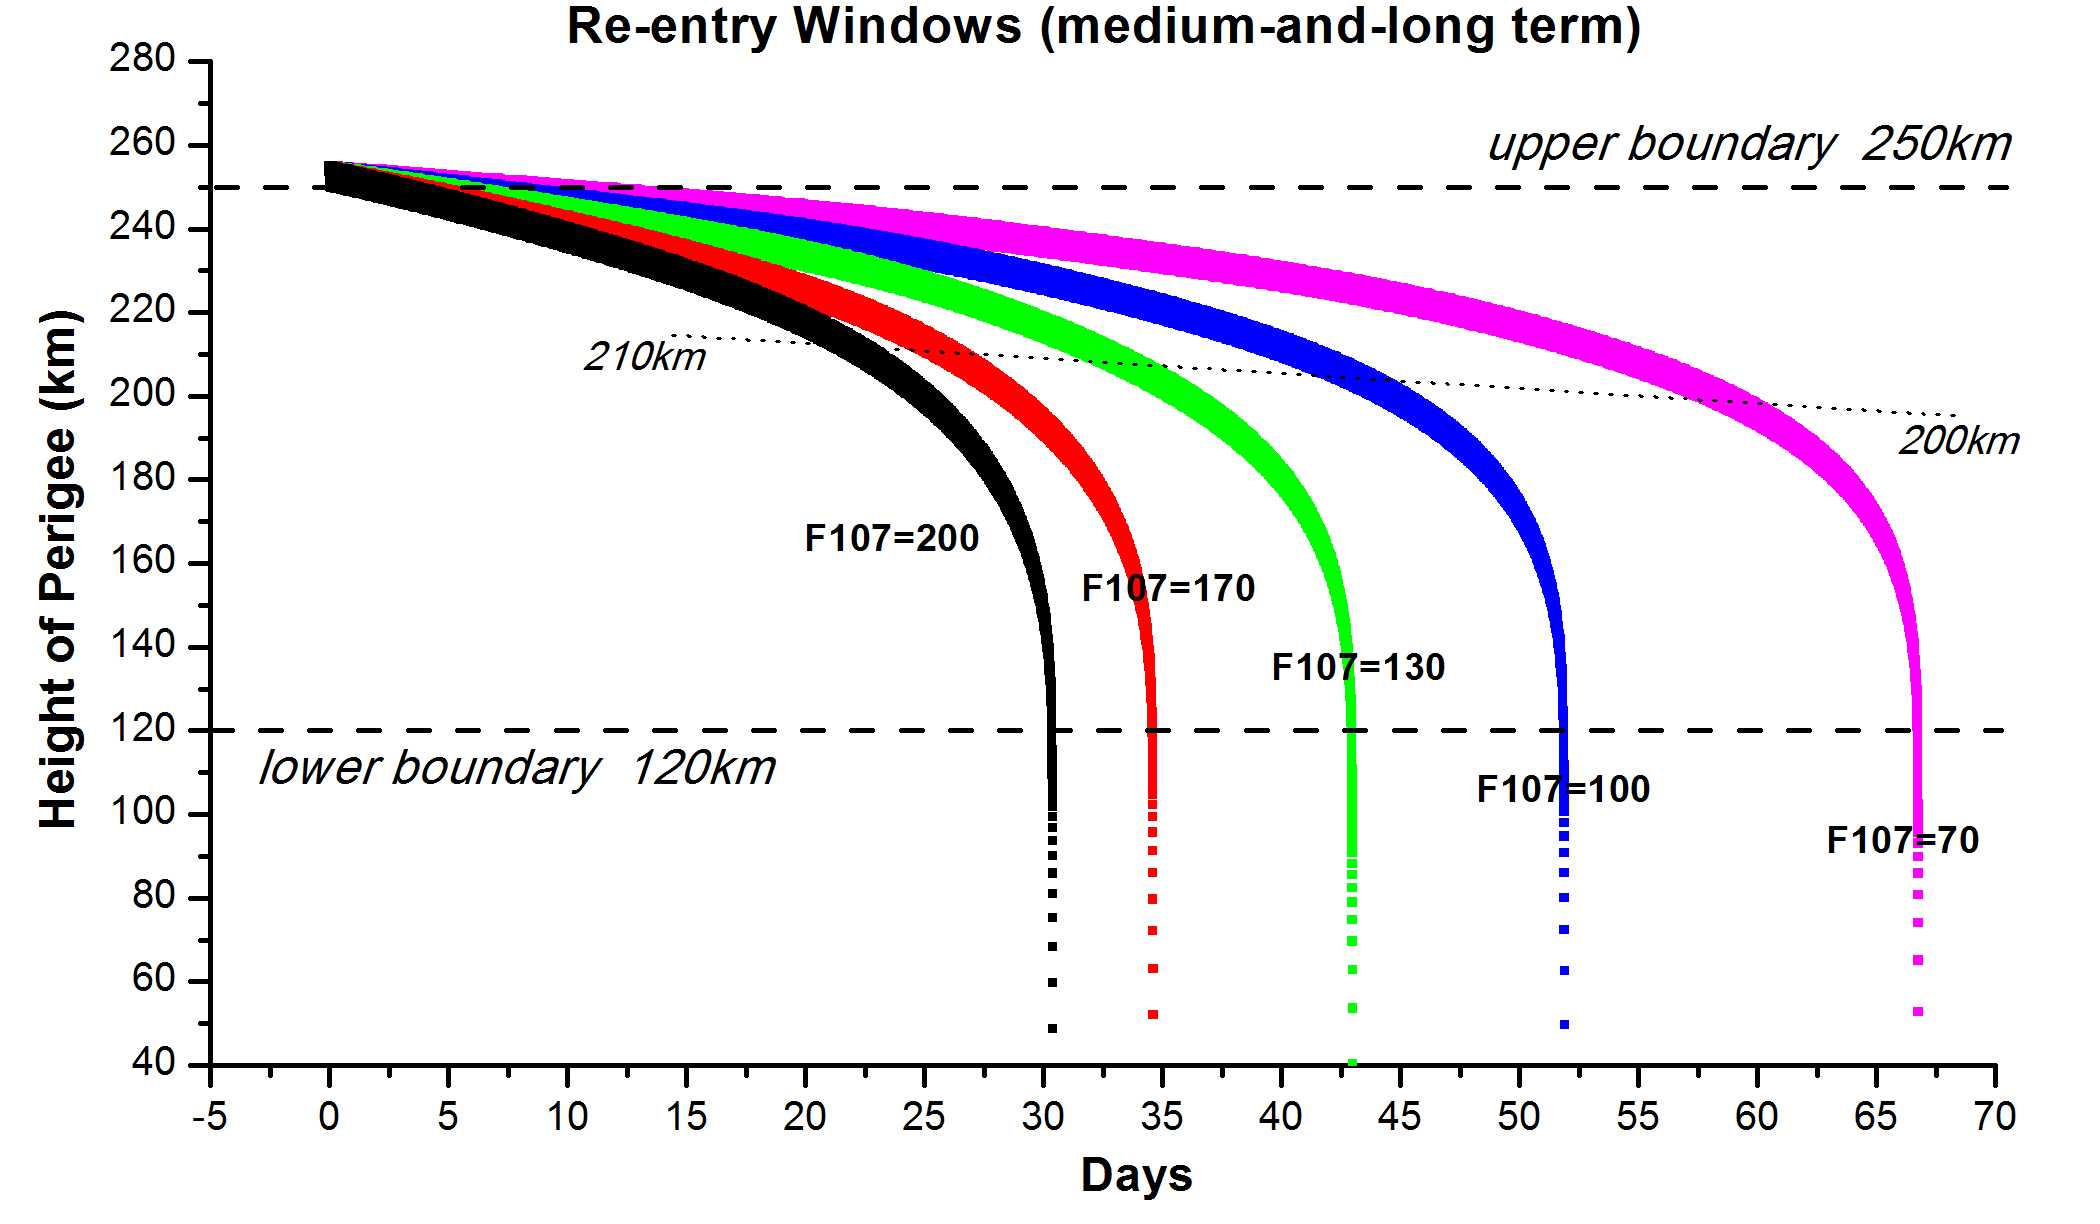 Re-entry Windows (medium-and-long term)
280
260
240
220
200
180
160
140
120
100
80
60
40
Height of Perigee (km)
upper boundary 250km
210km
200km
F107=200
F107=170
F107=130
lower boundary 120km
F107=100
F107=70
-5 0 5 10 15 20 25 30 35 40 45 50 55 60 65 70
Days